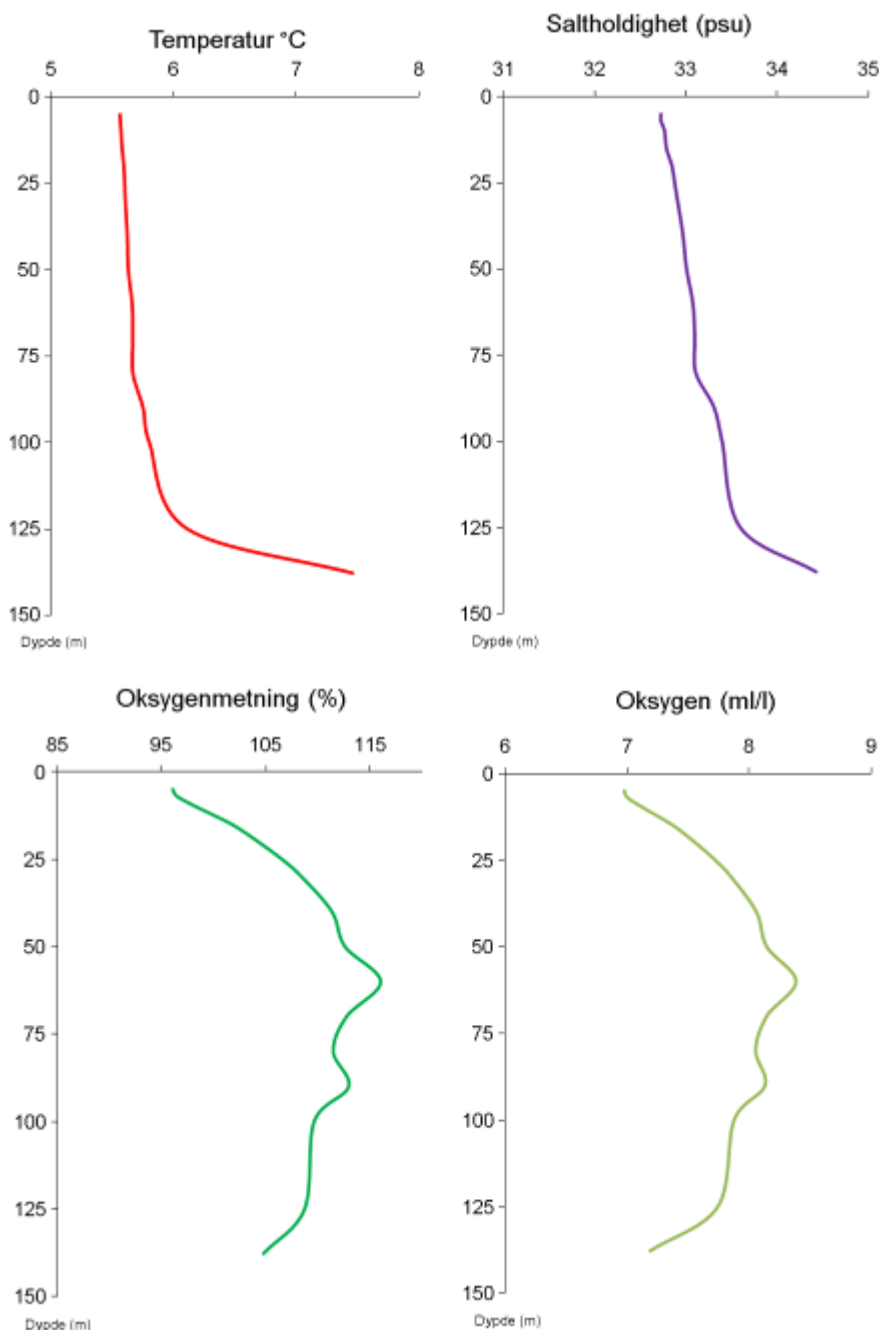 Temperatur °C
5 6 7 8
0
25
50
75
100
125
150
Dypde (m)
Saltholdighet (psu)
31 32 33 34 35
0
25
50
75
100
125
150
Dypde (m)
Oksygenmetning (%)
85 95 105 115
0
25
50
75
100
125
150
Dypde (m)
Oksygen (ml/l)
6 7 8 9
0
25
50
75
100
125
150
Dypde (m)